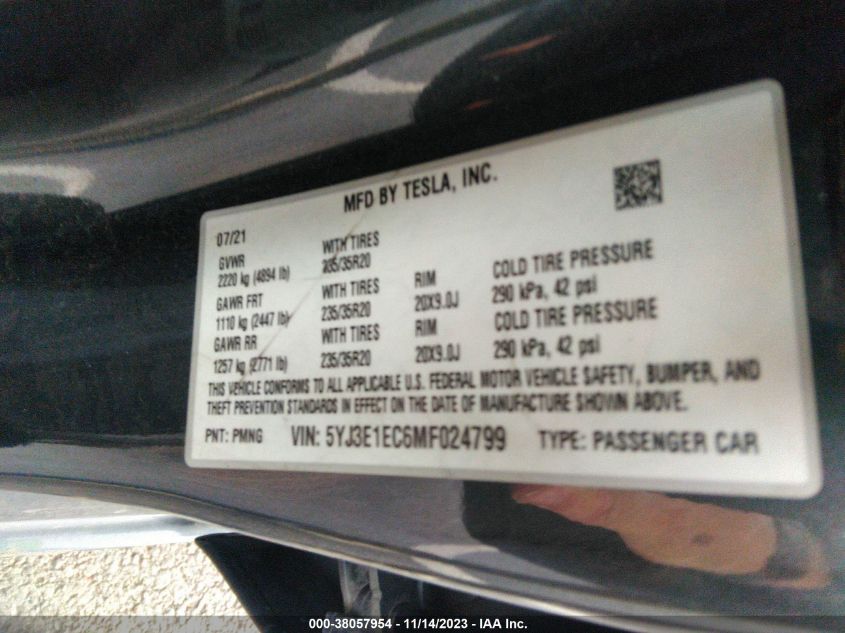 MFD BY TESLA, INC.
07/21
GVWR WITH TIRES
2220 kg (4894 lb) 235/35R20
GAWR FRT WITH TIRES RIM COLD TIRE PRESSURE
1110 kg (2447 lb) 235/35R20 20X9.0J 290 kPa, 42 psi
GAWR RR WITH TIRES RIM COLD TIRE PRESSURE
1257 kg (2771 lb) 235/35R20 20X9.0J 290 kPa, 42 psi
THIS VEHICLE CONFORMS TO ALL APPLICABLE U.S. FEDERAL MOTOR VEHICLE SAFETY, BUMPER, AND
THEFT PREVENTION STANDARDS IN EFFECT ON THE DATE OF MANUFACTURE SHOWN ABOVE.
PNT: PMNG VIN: 5YJ3E1EC6MF024799 TYPE: PASSENGER CAR
000-38057954 - 11/14/2023 - IAA Inc.